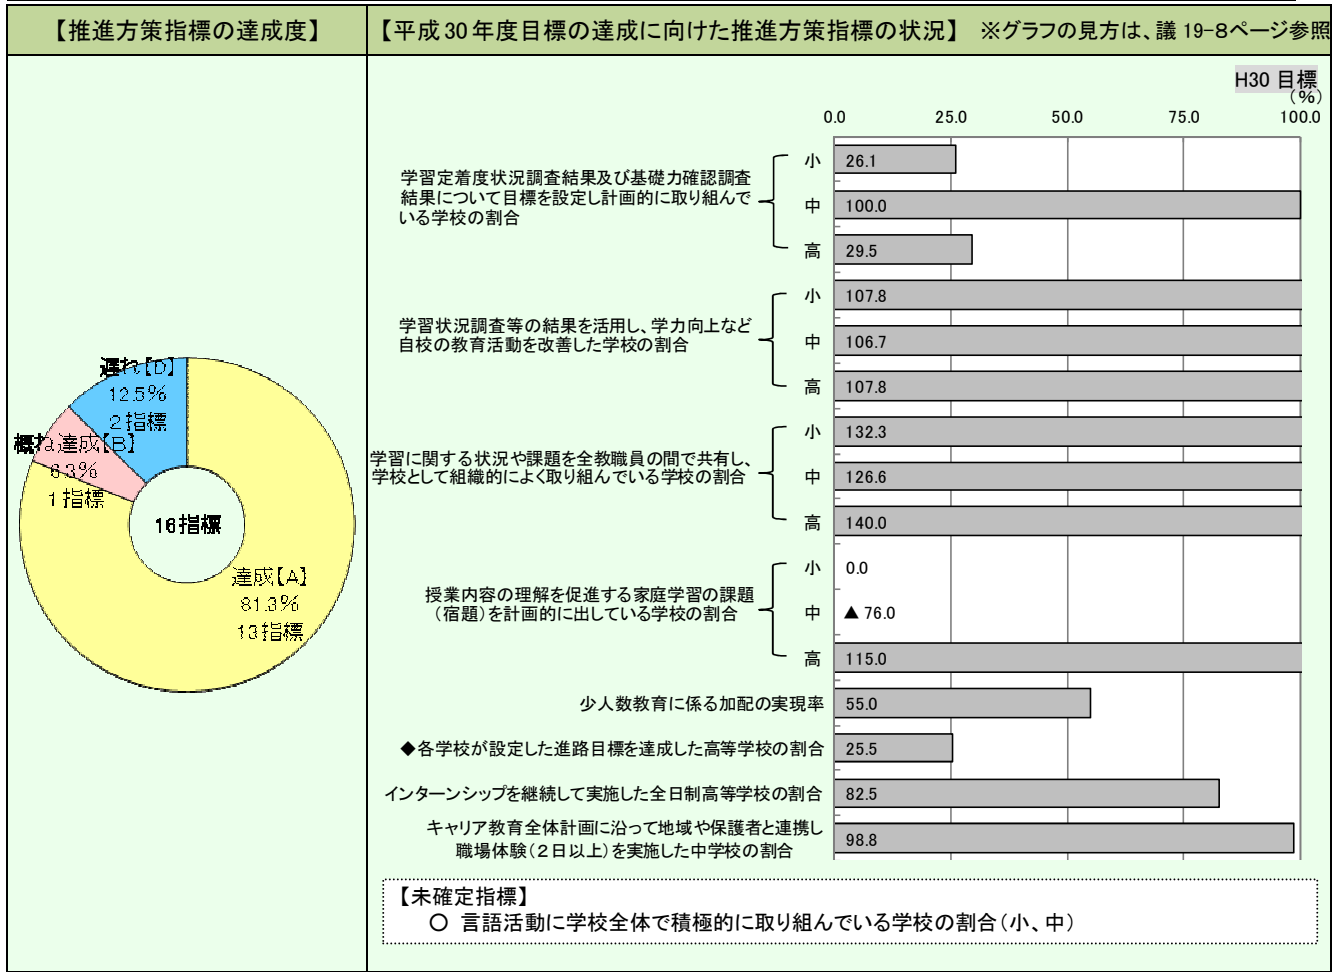 【推進方策指標の達成度】
【平成30年度目標の達成に向けた推進方策指標の状況】 ※グラフの見方は、議19-8ページ参照
遅れ【D】
12.5%
2指標
概ね達成【B】
6.3%
1指標
16指標
達成【A】
81.3%
13指標
H30 目標
(%)
0.0 25.0 50.0 75.0 100.0
学習定着度状況調査結果及び基礎力確認調査
結果について目標を設定し計画的に取り組んで
いる学校の割合
小 26.1
中 100.0
高 29.5
学習状況調査等の結果を活用し、学力向上など
自校の教育活動を改善した学校の割合
小 107.8
中 106.7
高 107.8
学習に関する状況や課題を全教職員の間で共有し、
学校として組織的によく取り組んでいる学校の割合
小 132.3
中 126.6
高 140.0
授業内容の理解を促進する家庭学習の課題
(宿題)を計画的に出している学校の割合
小 0.0
中 ▲ 76.0
高 115.0
少人数教育に係る加配の実現率 55.0
◆各学校が設定した進路目標を達成した高等学校の割合 25.5
インターンシップを継続して実施した全日制高等学校の割合 82.5
キャリア教育全体計画に沿って地域や保護者と連携し
職場体験(2日以上)を実施した中学校の割合
98.8
【未確定指標】
○ 言語活動に学校全体で積極的に取り組んでいる学校の割合(小、中)